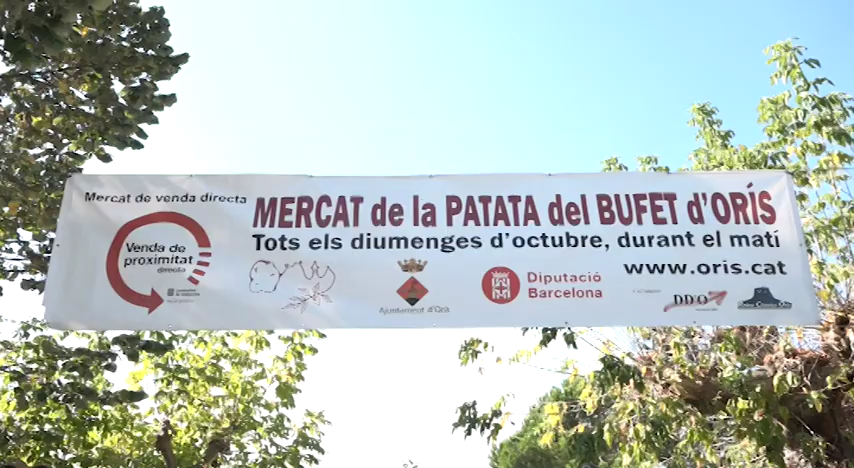 Mercat de venda directa
MERCAT de la PATATA del BUFET d'ORÍS
Tots els diumenges d'octubre, durant el matí
Venda de
proximitat
directa
Ajuntament d'Orís
Diputació
Barcelona
www.oris.cat
DD'O